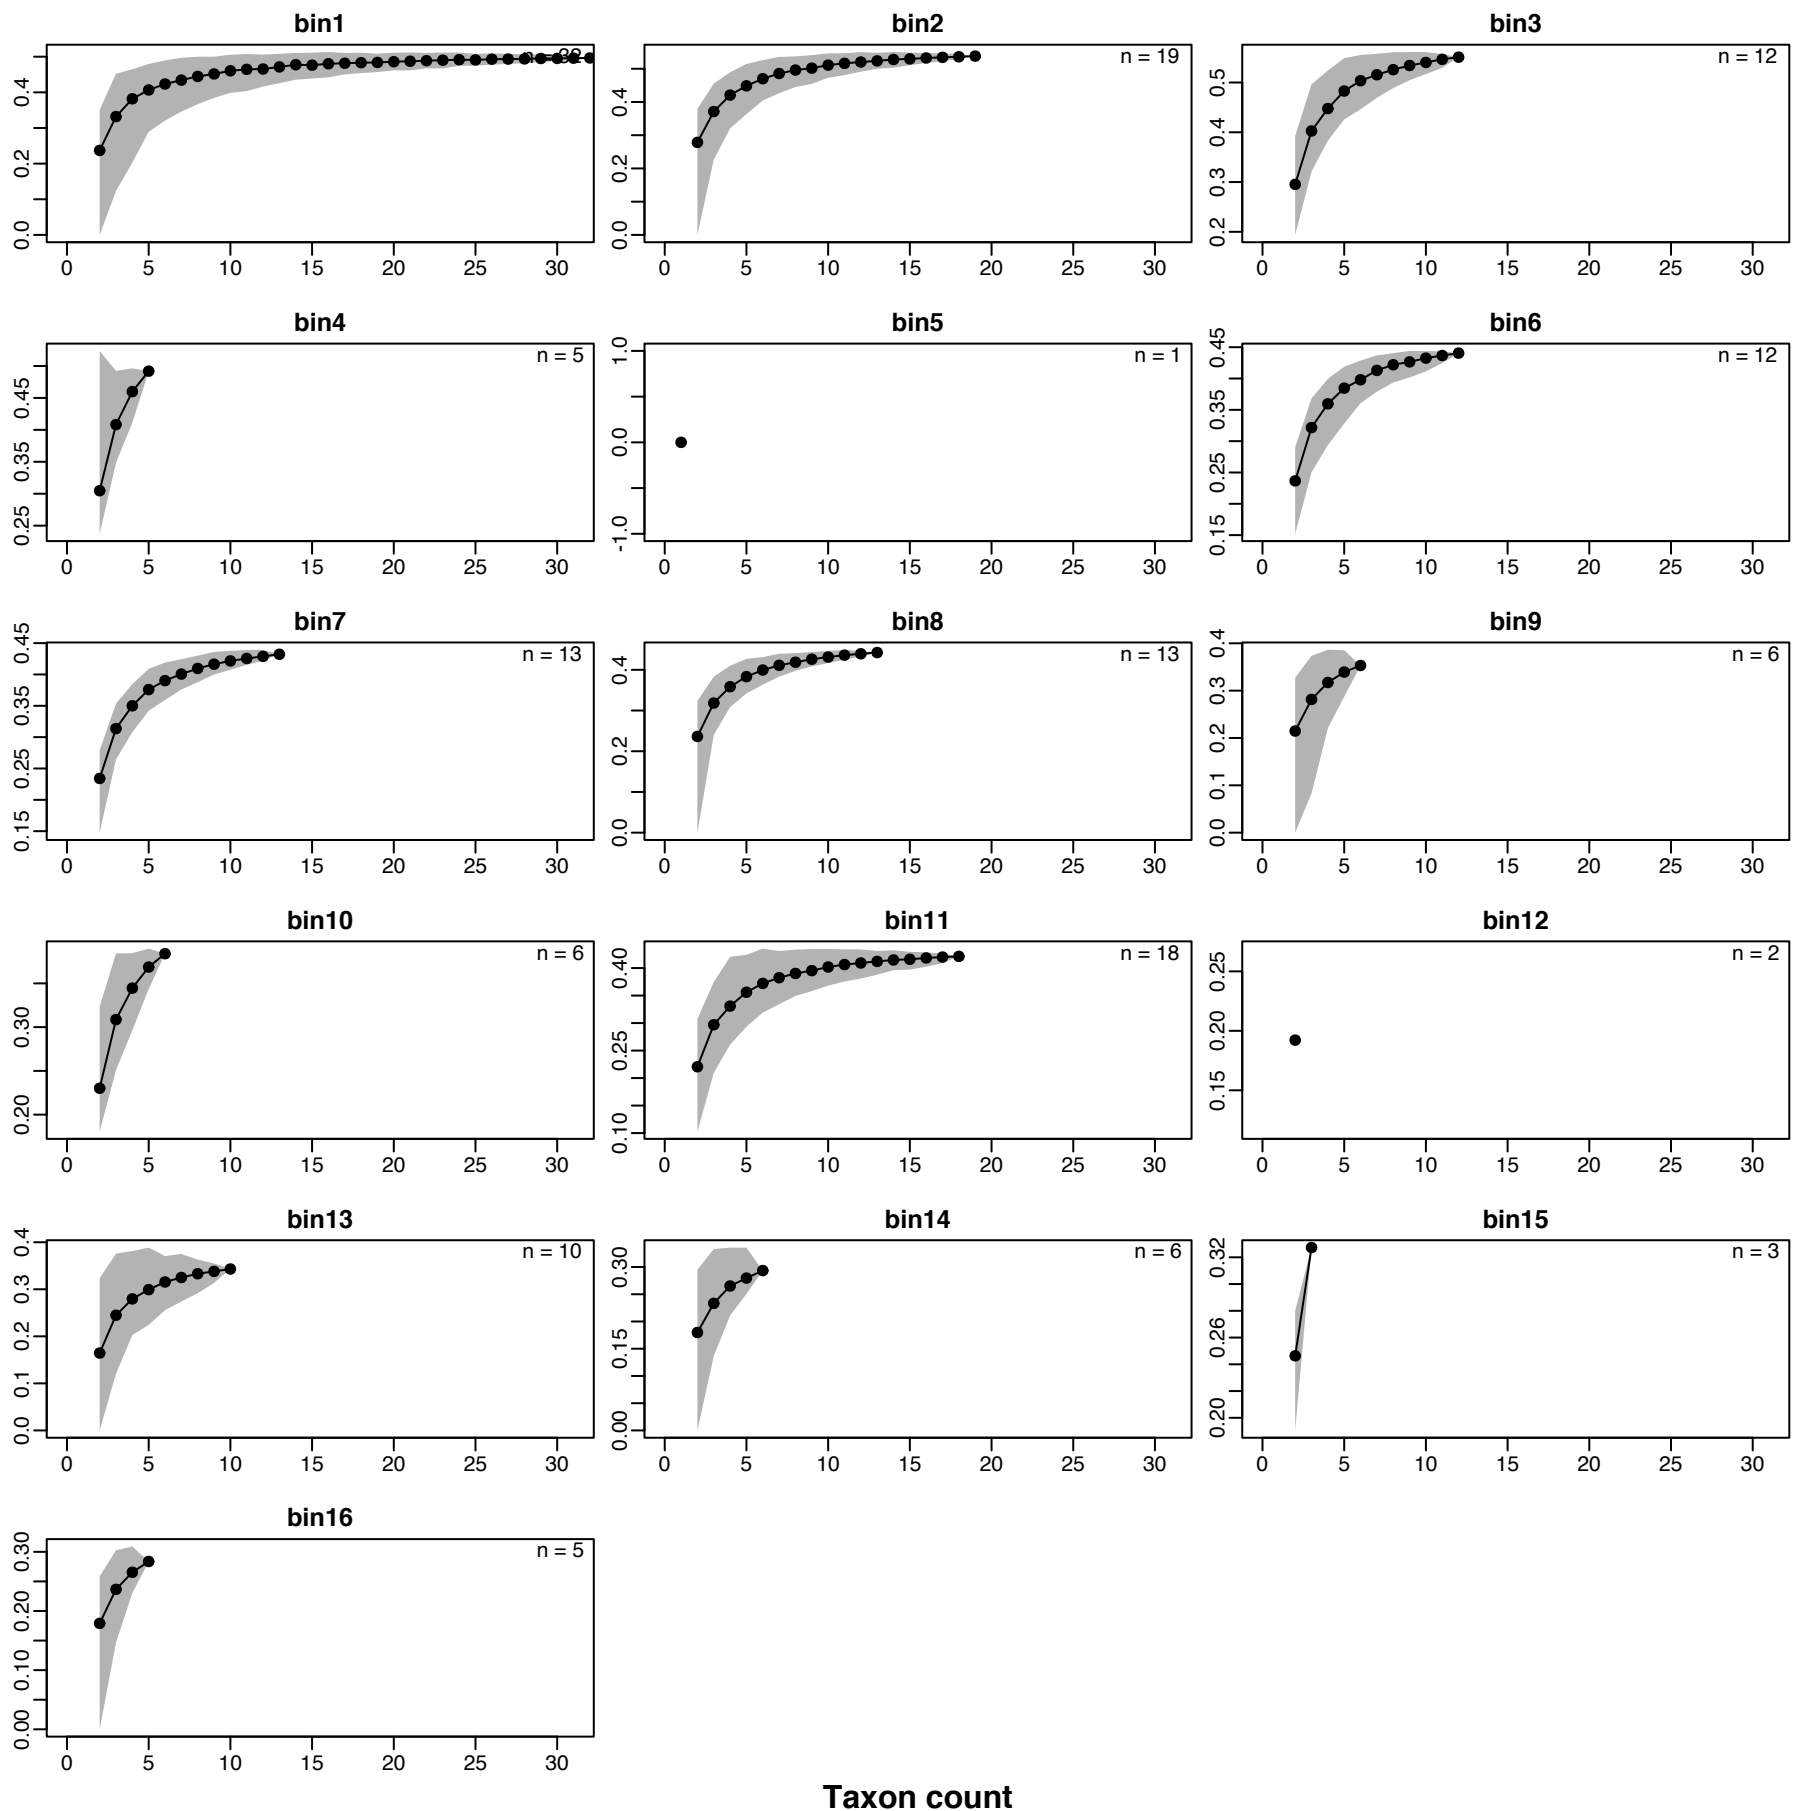 bin1 bin2 bin3
n = 32 n = 19 n = 12
0.0 0.2 0.4
0.0 0.2 0.4
0.2 0.3 0.4 0.5
0 5 10 15 20 25 30 0 5 10 15 20 25 30 0 5 10 15 20 25 30
bin4 bin5 bin6
n = 5 n = 1 n = 12
0.25 0.35 0.45
-1.0 0.0 1.0
0.15 0.25 0.35 0.45
0 5 10 15 20 25 30 0 5 10 15 20 25 30 0 5 10 15 20 25 30
bin7 bin8 bin9
n = 13 n = 13 n = 6
0.15 0.25 0.35 0.45
0.0 0.2 0.4
0.0 0.1 0.2 0.3 0.4
0 5 10 15 20 25 30 0 5 10 15 20 25 30 0 5 10 15 20 25 30
bin10 bin11 bin12
n = 6 n = 18 n = 2
0.20 0.30
0.10 0.25 0.40
0.15 0.20 0.25
0 5 10 15 20 25 30 0 5 10 15 20 25 30 0 5 10 15 20 25 30
bin13 bin14 bin15
n = 10 n = 6 n = 3
0.0 0.1 0.2 0.3 0.4
0.00 0.15 0.30
0.20 0.26 0.32
0 5 10 15 20 25 30 0 5 10 15 20 25 30 0 5 10 15 20 25 30
bin16
n = 5
0.00 0.10 0.20 0.30
0 5 10 15 20 25 30
Taxon count